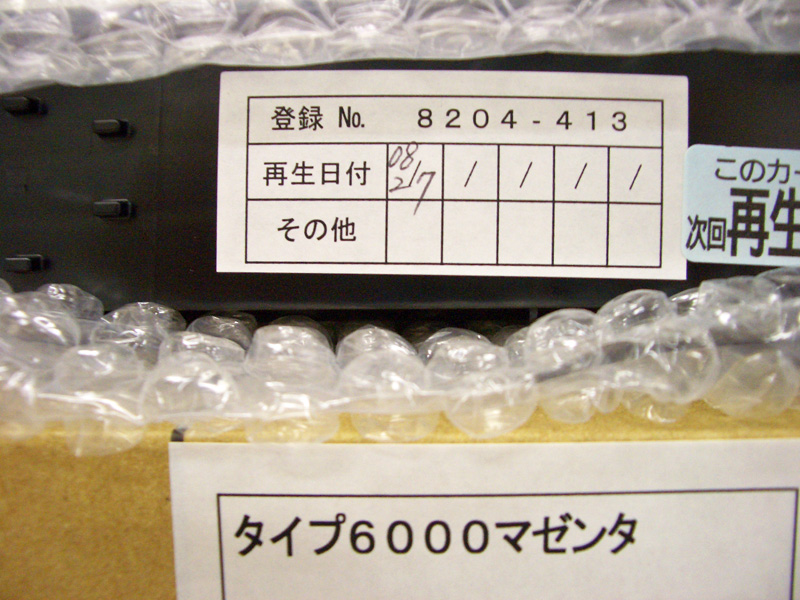 登録 No. 8204-413
再生日付 08 2/7 / / / /
その他
このカー
次回再生
タイプ6000マゼンタ